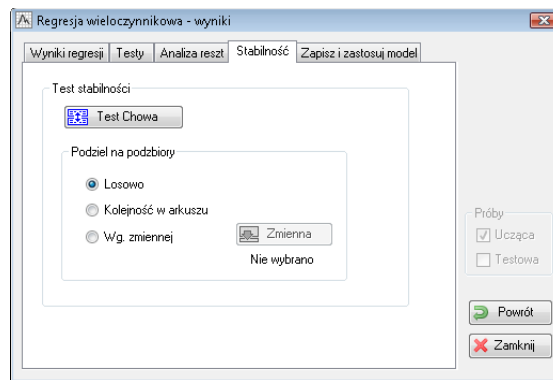 Regresja wieloczynnikowa - wyniki
Wyniki regresji Testy Analiza reszt Stabilność Zapisz i zastosuj model
Test stabilności
Test Chowa
Podziel na podzbiory
Losowo
Kolejność w arkuszu
Wg. zmiennej
Zmienna
Nie wybrano
Próby
Ucząca
Testowa
Powrót
Zamknij